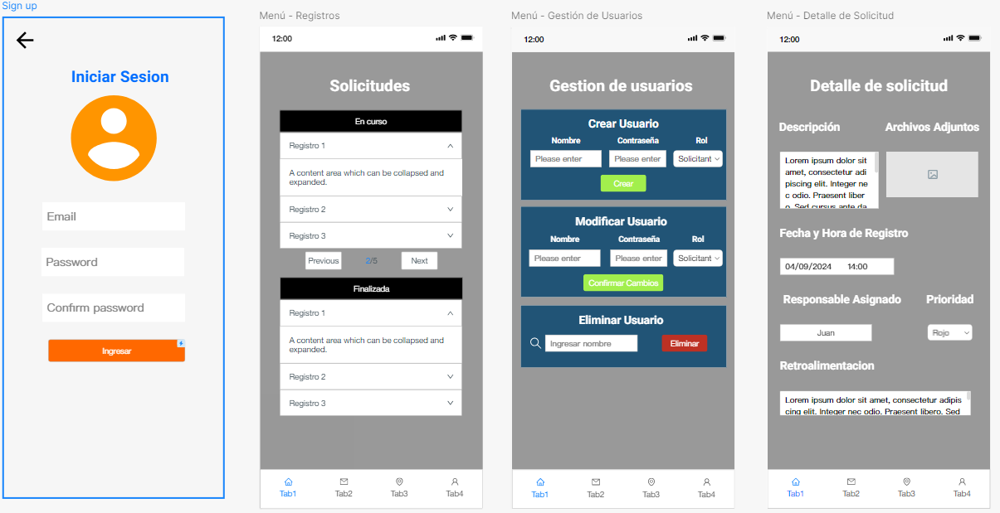 Sign up
Iniciar Sesion
Email
Password
Confirm password
Ingresar
Menú - Registros
12:00
Solicitudes
En curso
Registro 1
A content area which can be collapsed and
expanded.
Registro 2
Registro 3
Previous 2/5 Next
Finalizada
Registro 1
A content area which can be collapsed and
expanded.
Registro 2
Registro 3
Tab1 Tab2 Tab3 Tab4
Menú - Gestión de Usuarios
12:00
Gestion de usuarios
Crear Usuario
Nombre Contraseña Rol
Please enter Please enter Solicitant
Crear
Modificar Usuario
Nombre Contraseña Rol
Please enter Please enter Solicitant
Confirmar Cambios
Eliminar Usuario
Ingresar nombre Eliminar
Tab1 Tab2 Tab3 Tab4
Menú - Detalle de Solicitud
12:00
Detalle de solicitud
Descripción Archivos Adjuntos
Lorem ipsum dolor sit
amet, consectetur adi
piscing elit. Integer ne
c odio. Praesent liber
o. Sed cursus ante da
Fecha y Hora de Registro
04/09/2024 14:00
Responsable Asignado Prioridad
Juan Rojo
Retroalimentacion
Lorem ipsum dolor sit amet, consectetur adipis
cing elit. Integer nec odio. Praesent libero. Sed
Tab1 Tab2 Tab3 Tab4